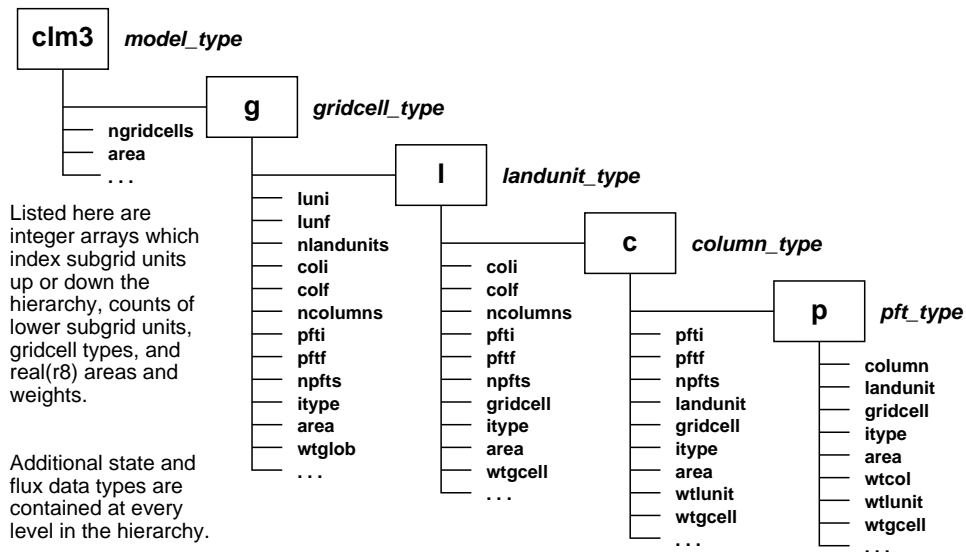 clm3 model_type
ngridcells
area
. . .
g gridcell_type
luni
lunf
nlandunits
coli
colf
ncolumns
pfti
pftf
npfts
itype
area
wtglob
. . .
l landunit_type
coli
colf
ncolumns
pfti
pftf
npfts
gridcell
itype
area
wtgcell
. . .
c column_type
pfti
pftf
npfts
landunit
gridcell
itype
area
wtlunit
wtgcell
. . .
p pft_type
column
landunit
gridcell
itype
area
wtcol
wtlunit
wtgcell
. . .
Listed here are
integer arrays which
index subgrid units
up or down the
hierarchy, counts of
lower subgrid units,
gridcell types, and
real(r8) areas and
weights.
Additional state and
flux data types are
contained at every
level in the hierarchy.